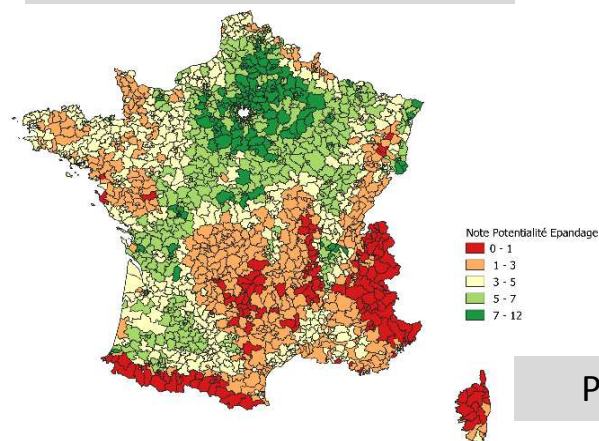 Note Potentialité Epandage
0 - 1
1 - 3
3 - 5
5 - 7
7 - 12
P